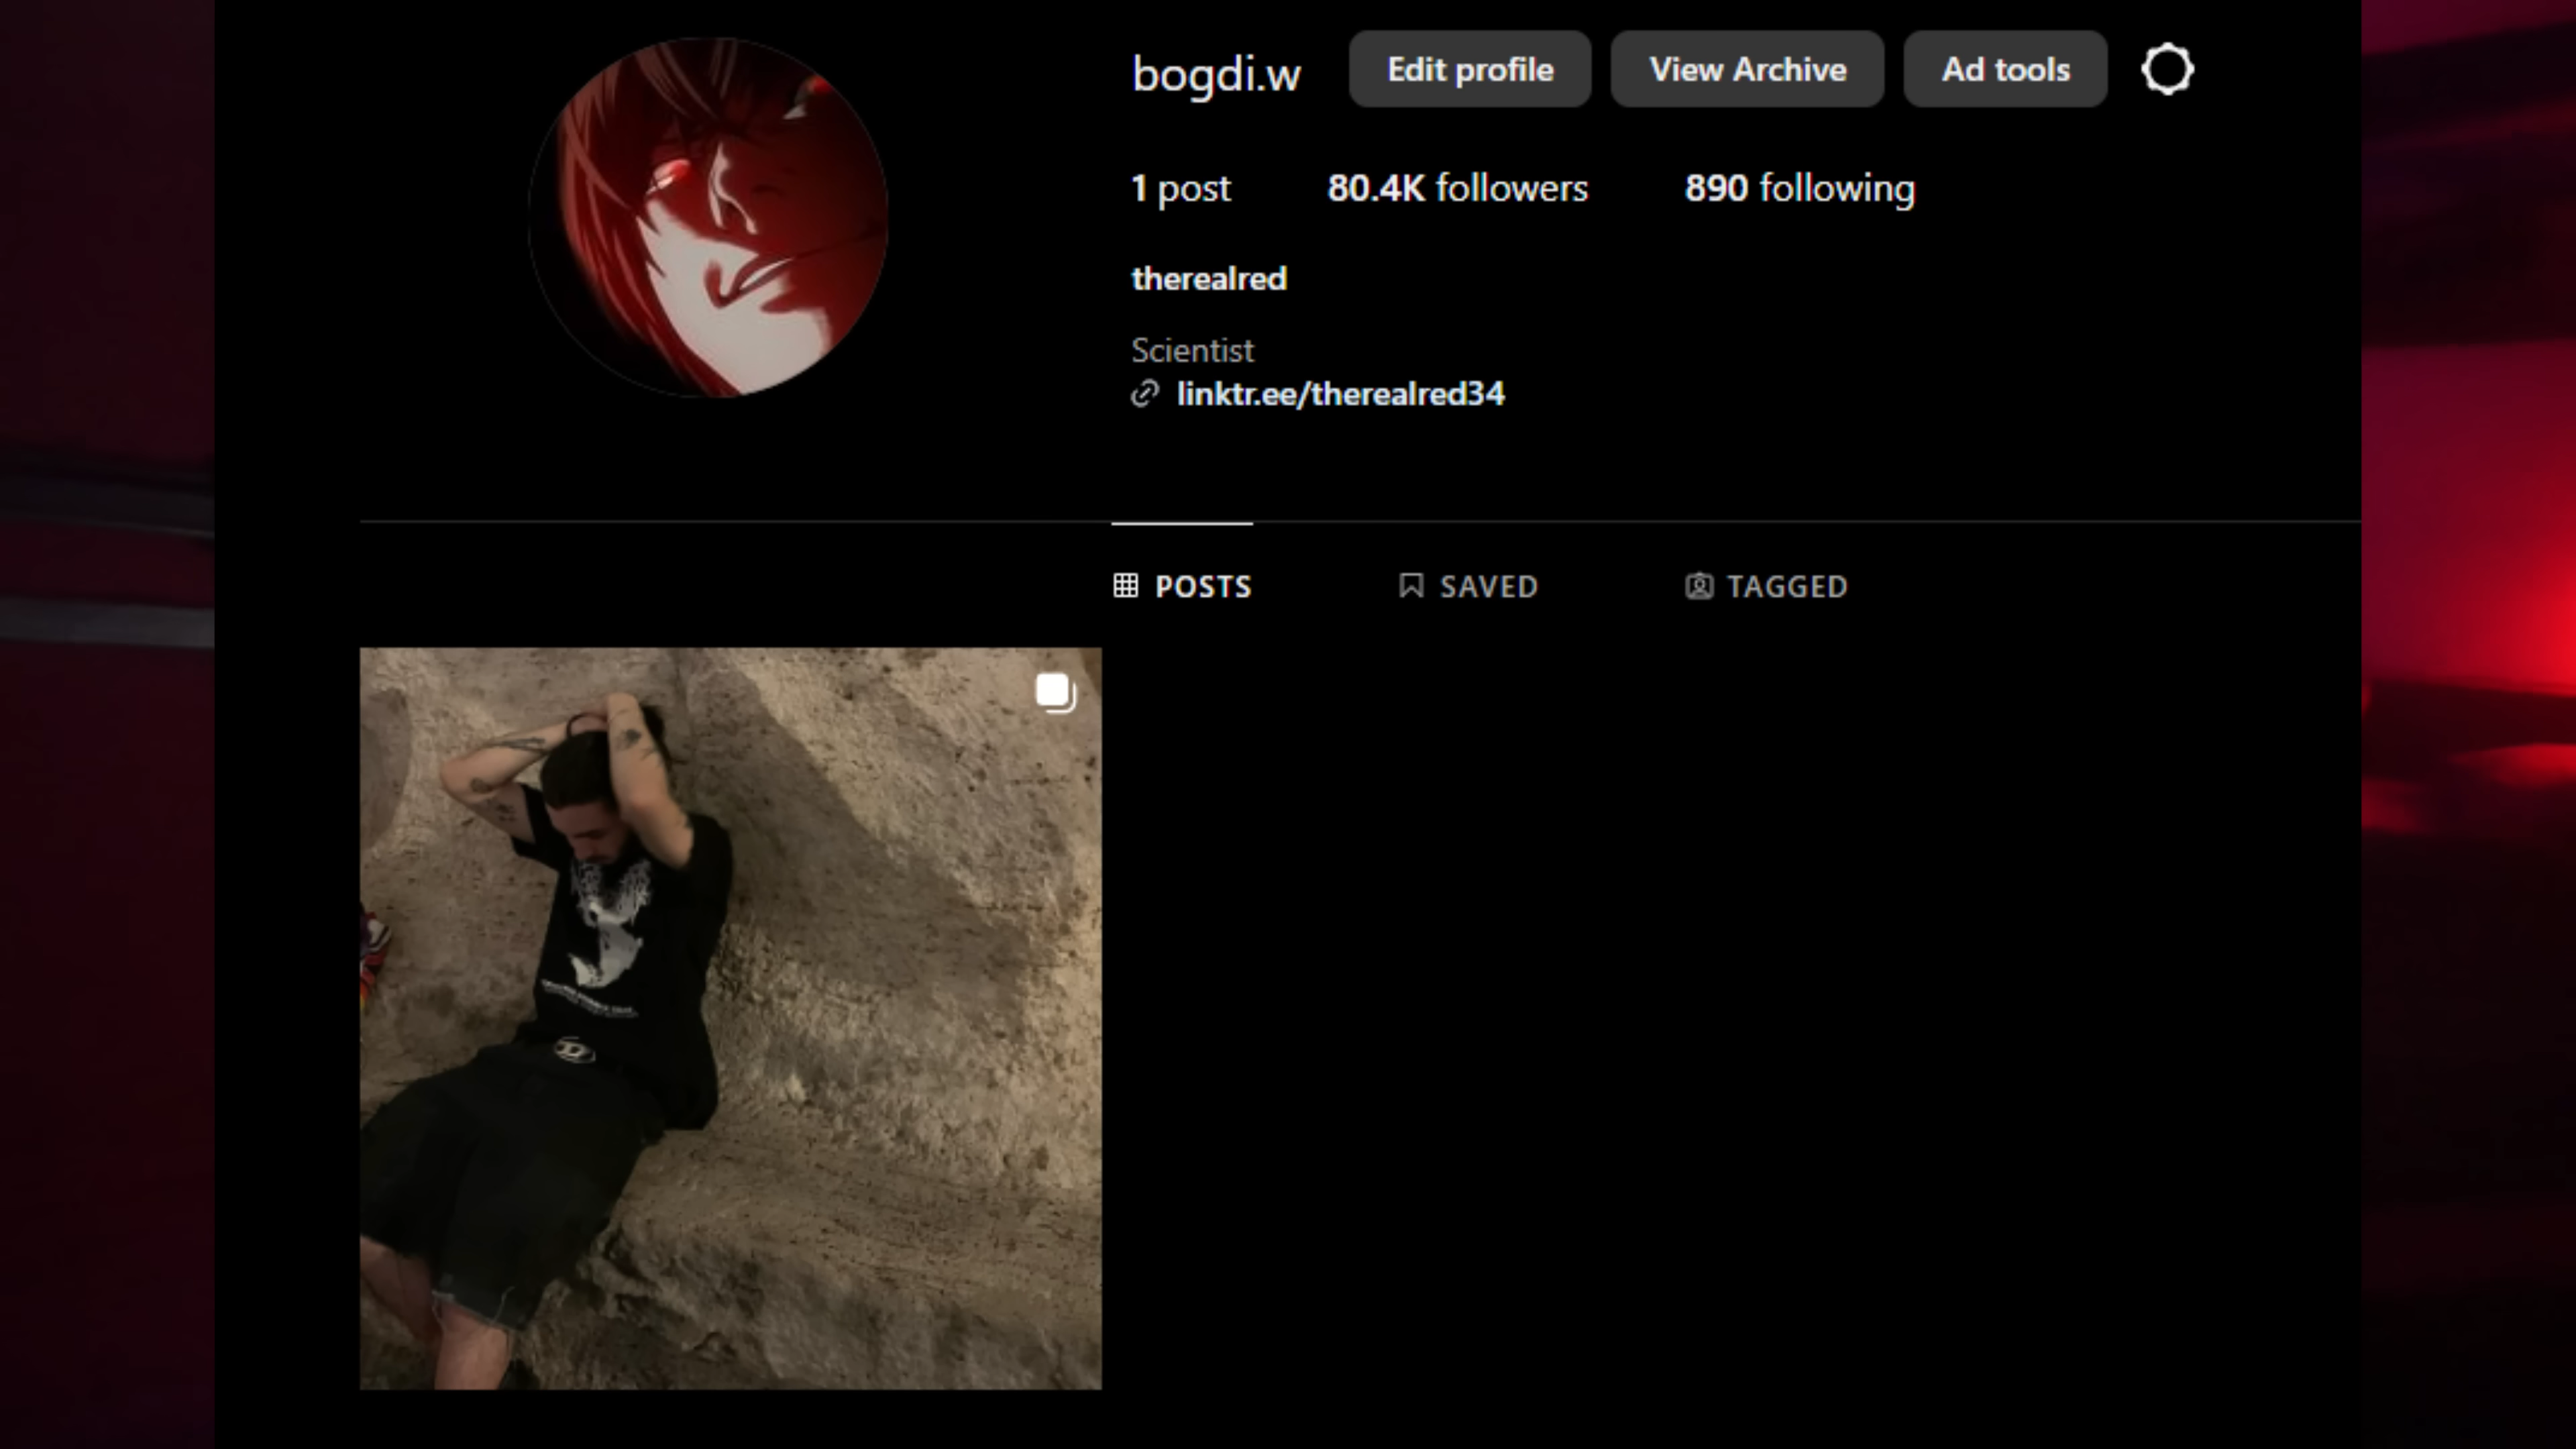 bogdi.w Edit profile View Archive Ad tools
1 post 80.4K followers 890 following
therealred
Scientist
linktr.ee/therealred34
POSTS SAVED TAGGED